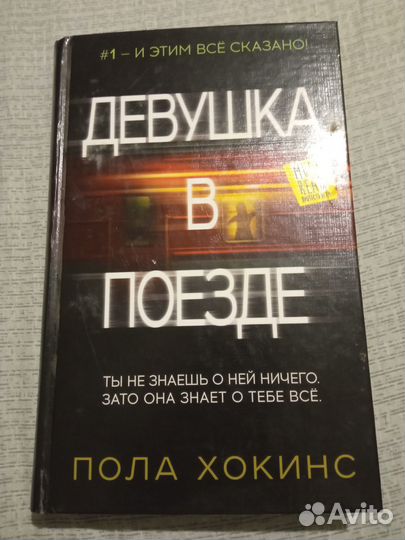 #1 – И ЭТИМ ВСЁ СКАЗАНО!
ДЕВУШКА
В
ПОЕЗДЕ
ТЫ НЕ ЗНАЕШЬ О НЕЙ НИЧЕГО.
ЗАТО ОНА ЗНАЕТ О ТЕБЕ ВСЁ.
ПОЛА ХОКИНС
Avito